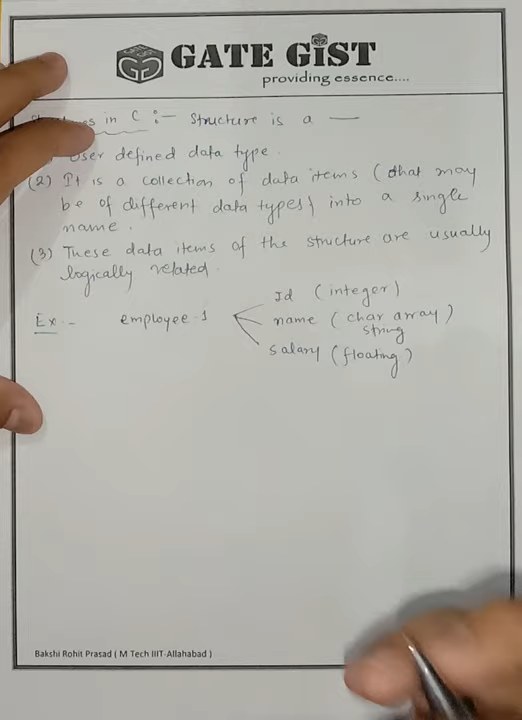 GATE GIST
providing essence....
in C :- Structure is a —
User defined data type.
(2) It is a collection of data items (that may
be of different data types) into a single
name.
(3) These data items of the structure are usually
logically related.
Id (integer)
Ex :- employee-1 name (char array)
string
salary (floating)
Bakshi Rohit Prasad ( M Tech IIIT-Allahabad )